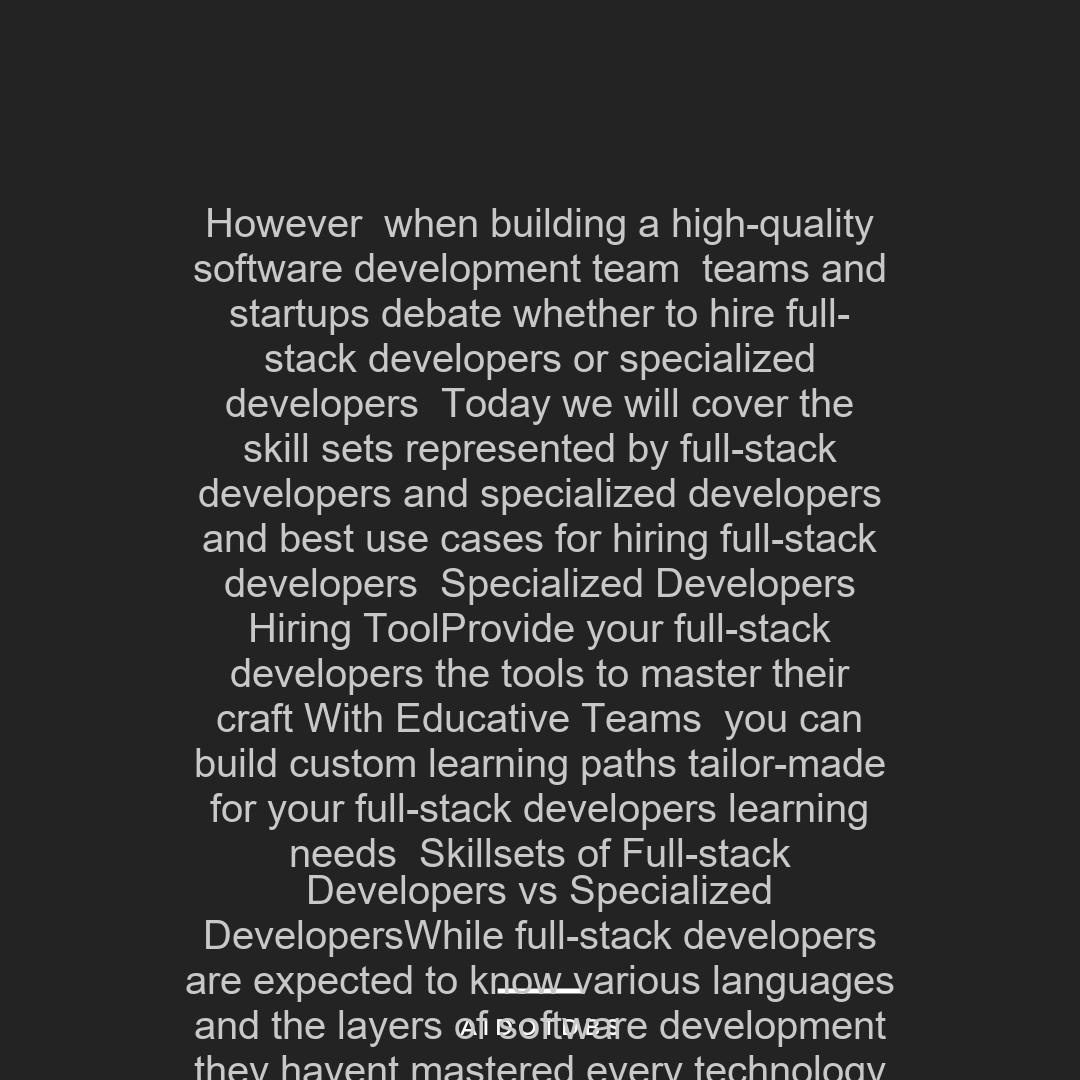 However  when building a high-quality
software development team  teams and
startups debate whether to hire full-
stack developers or specialized
developers  Today we will cover the
skill sets represented by full-stack
developers and specialized developers
and best use cases for hiring full-stack
developers  Specialized Developers
Hiring ToolProvide your full-stack
developers the tools to master their
craft With Educative Teams  you can
build custom learning paths tailor-made
for your full-stack developers learning
needs  Skillsets of Full-stack
Developers vs Specialized
DevelopersWhile full-stack developers
are expected to know various languages
and the layers of software development
they havent mastered every technology